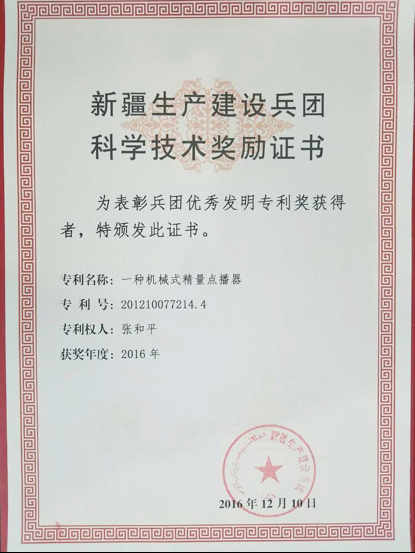 新疆生产建设兵团
科学技术奖励证书
为表彰兵团优秀发明专利奖获得
者，特颁发此证书。
专利名称：一种机械式精量点播器
专 利 号：201210077214.4
专利权人：张和平
获奖年度：2016 年
2016 年 12 月 10 日